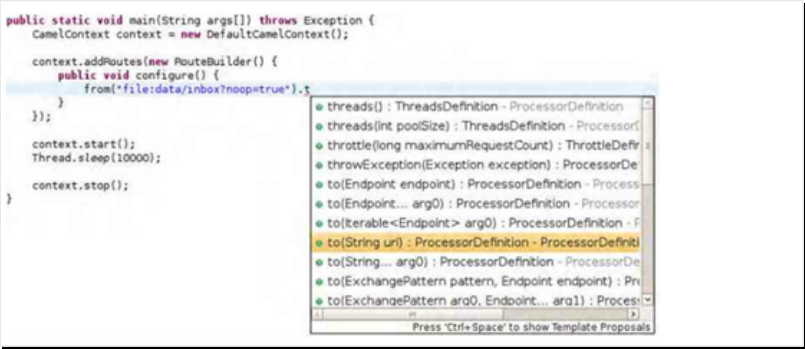 public static void main(String args[]) throws Exception {
CamelContext context = new DefaultCamelContext();
context.addRoutes(new RouteBuilder() {
public void configure() {
from("file:data/inbox?noop=true").t
}
});
context.start();
Thread.sleep(10000);
context.stop();
}
threads() : ThreadsDefinition - ProcessorDefinition
threads(int poolSize) : ThreadsDefinition - Processor
throttle(long maximumRequestCount) : ThrottleDefir
throwException(Exception exception) : ProcessorDe
to(Endpoint endpoint) : ProcessorDefinition - Process
to(Endpoint... arg0) : ProcessorDefinition - Processor
to(Iterable<Endpoint> arg0) : ProcessorDefinition - F
to(String uri) : ProcessorDefinition - ProcessorDefiniti
to(String... arg0) : ProcessorDefinition - ProcessorDe
to(ExchangePattern pattern, Endpoint endpoint) : Pr
to(ExchangePattern arg0, Endpoint... arg1) : Proces
Press 'Ctrl+Space' to show Template Proposals